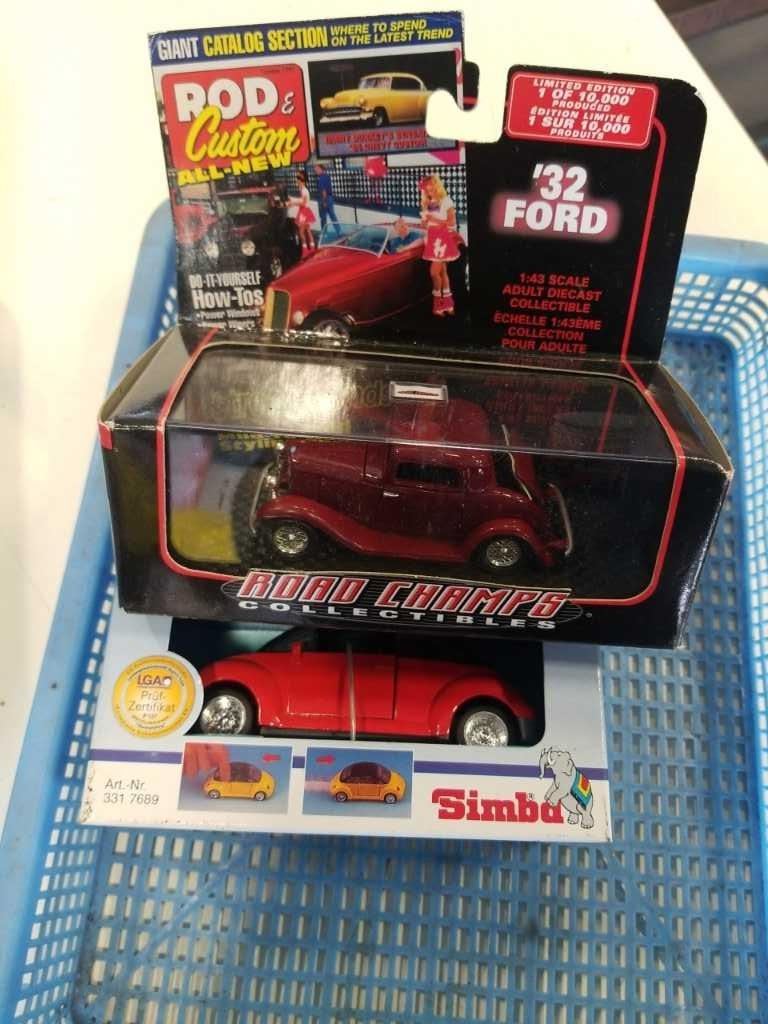 GIANT CATALOG SECTION WHERE TO SPEND
ON THE LATEST TREND
ROD &
Custom
ALL-NEW
DO-IT-YOURSELF
How-Tos
•Power Windows
LIMITED EDITION
1 OF 10,000
PRODUCED
ÉDITION LIMITÉE
1 SUR 10,000
PRODUITS
'32
FORD
1:43 SCALE
ADULT DIECAST
COLLECTIBLE
ÉCHELLE 1:43ÈME
COLLECTION
POUR ADULTE
ROAD CHAMPS
COLLECTIBLES
LGA
Prüf-
Zertifikat
Art.-Nr.
331 7689
Simba